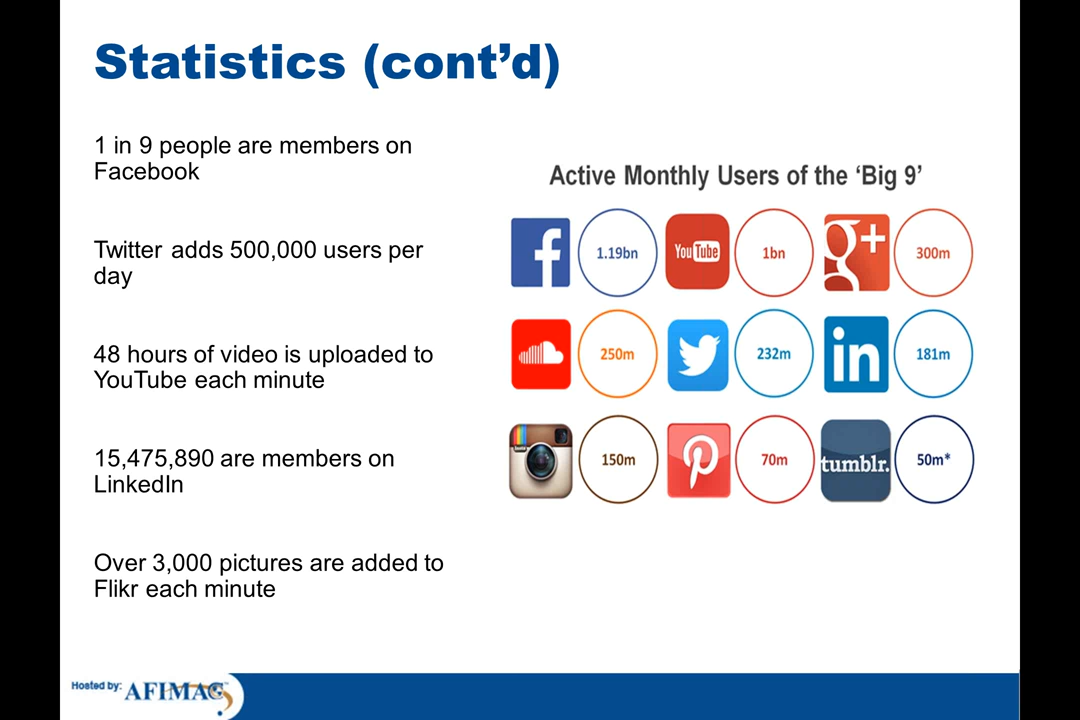 Statistics (cont’d)
1 in 9 people are members on
Facebook
Twitter adds 500,000 users per
day
48 hours of video is uploaded to
YouTube each minute
15,475,890 are members on
LinkedIn
Over 3,000 pictures are added to
Flikr each minute
Active Monthly Users of the ‘Big 9’
f 1.19bn YouTube 1bn g+ 300m
250m 232m in 181m
150m P 70m tumblr. 50m*
Hosted by: AFIMAC™